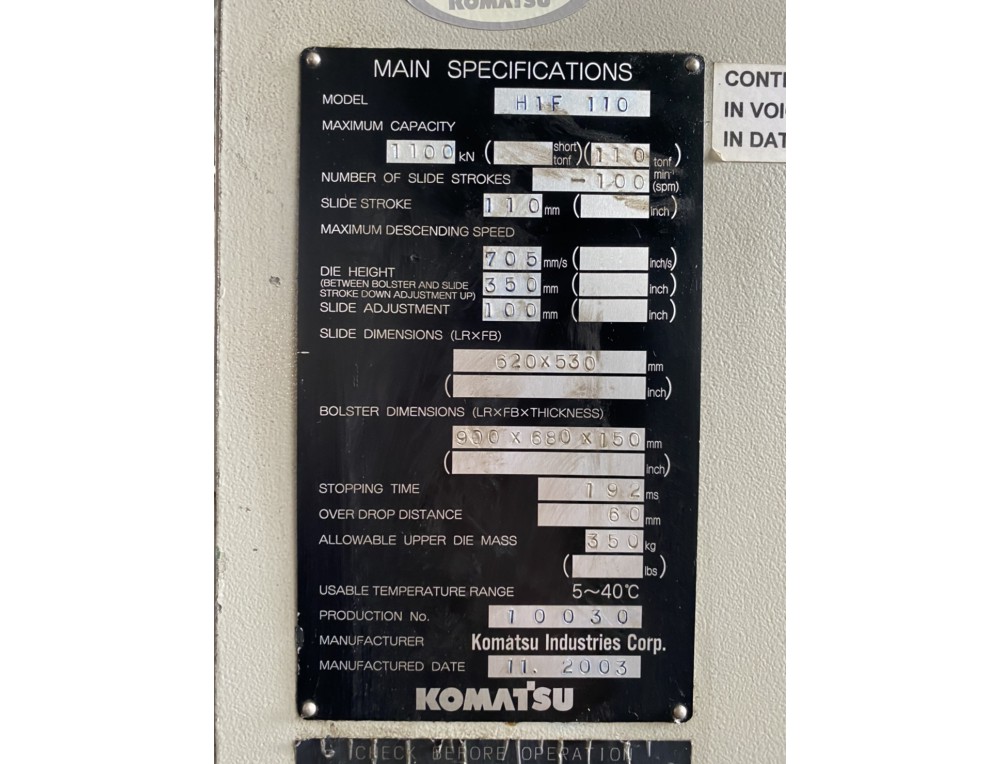 KOMATSU
MAIN SPECIFICATIONS
MODEL H1F 110
MAXIMUM CAPACITY
1100 kN ( short tonf )( 110 tonf )
NUMBER OF SLIDE STROKES -100 min⁻¹ (spm)
SLIDE STROKE 110 mm ( inch)
MAXIMUM DESCENDING SPEED
705 mm/s ( inch/s)
DIE HEIGHT
(BETWEEN BOLSTER AND SLIDE
STROKE DOWN ADJUSTMENT UP) 350 mm ( inch)
SLIDE ADJUSTMENT 100 mm ( inch)
SLIDE DIMENSIONS (LR×FB)
620×530 mm
( inch)
BOLSTER DIMENSIONS (LR×FB×THICKNESS)
900×680×150 mm
( inch)
STOPPING TIME 192 ms
OVER DROP DISTANCE 60 mm
ALLOWABLE UPPER DIE MASS 350 kg
( lbs)
USABLE TEMPERATURE RANGE 5~40℃
PRODUCTION No. 10030
MANUFACTURER Komatsu Industries Corp.
MANUFACTURED DATE 11. 2003
KOMATSU
CHECK BEFORE OPERATION
CONT
IN VOI
IN DAT